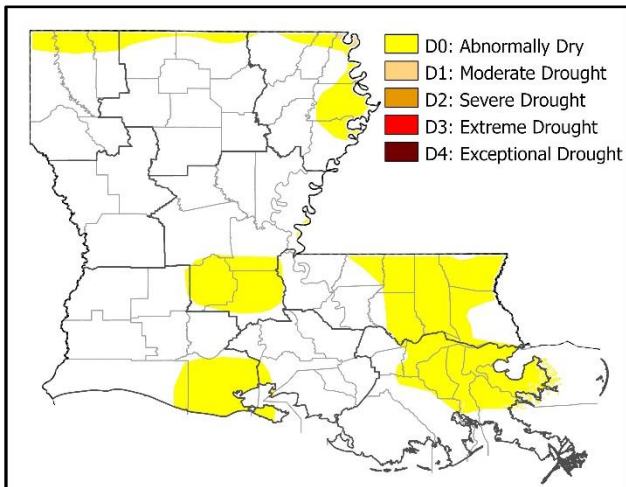 D0: Abnormally Dry
D1: Moderate Drought
D2: Severe Drought
D3: Extreme Drought
D4: Exceptional Drought